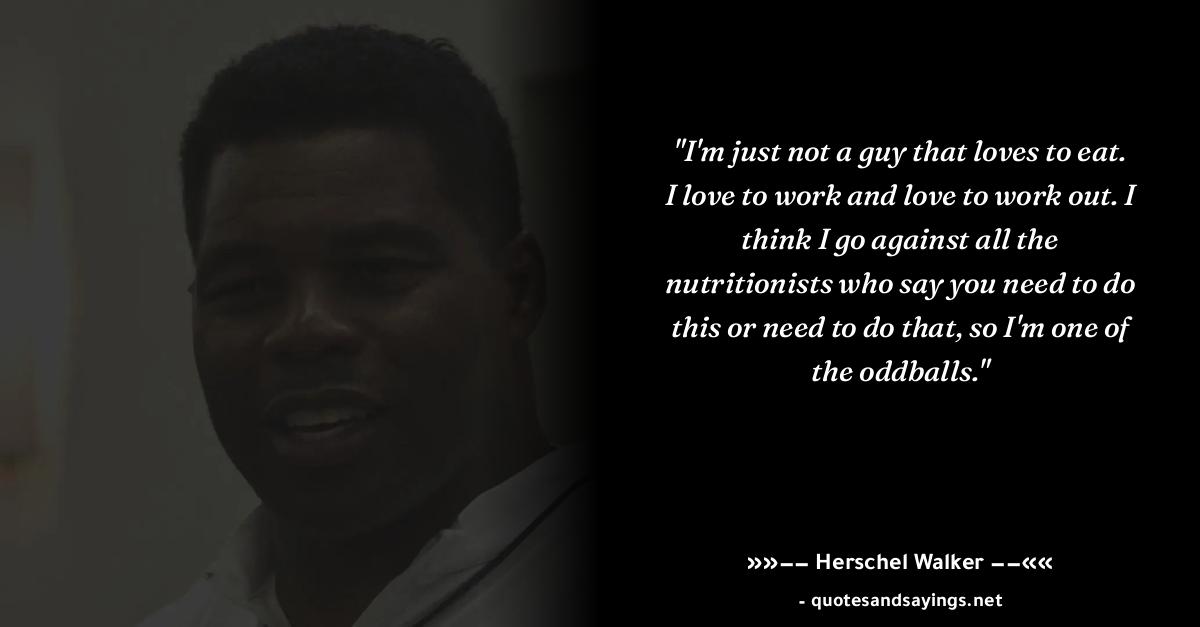 "I'm just not a guy that loves to eat.
I love to work and love to work out. I
think I go against all the
nutritionists who say you need to do
this or need to do that, so I'm one of
the oddballs."
»»–– Herschel Walker ––««
- quotesandsayings.net